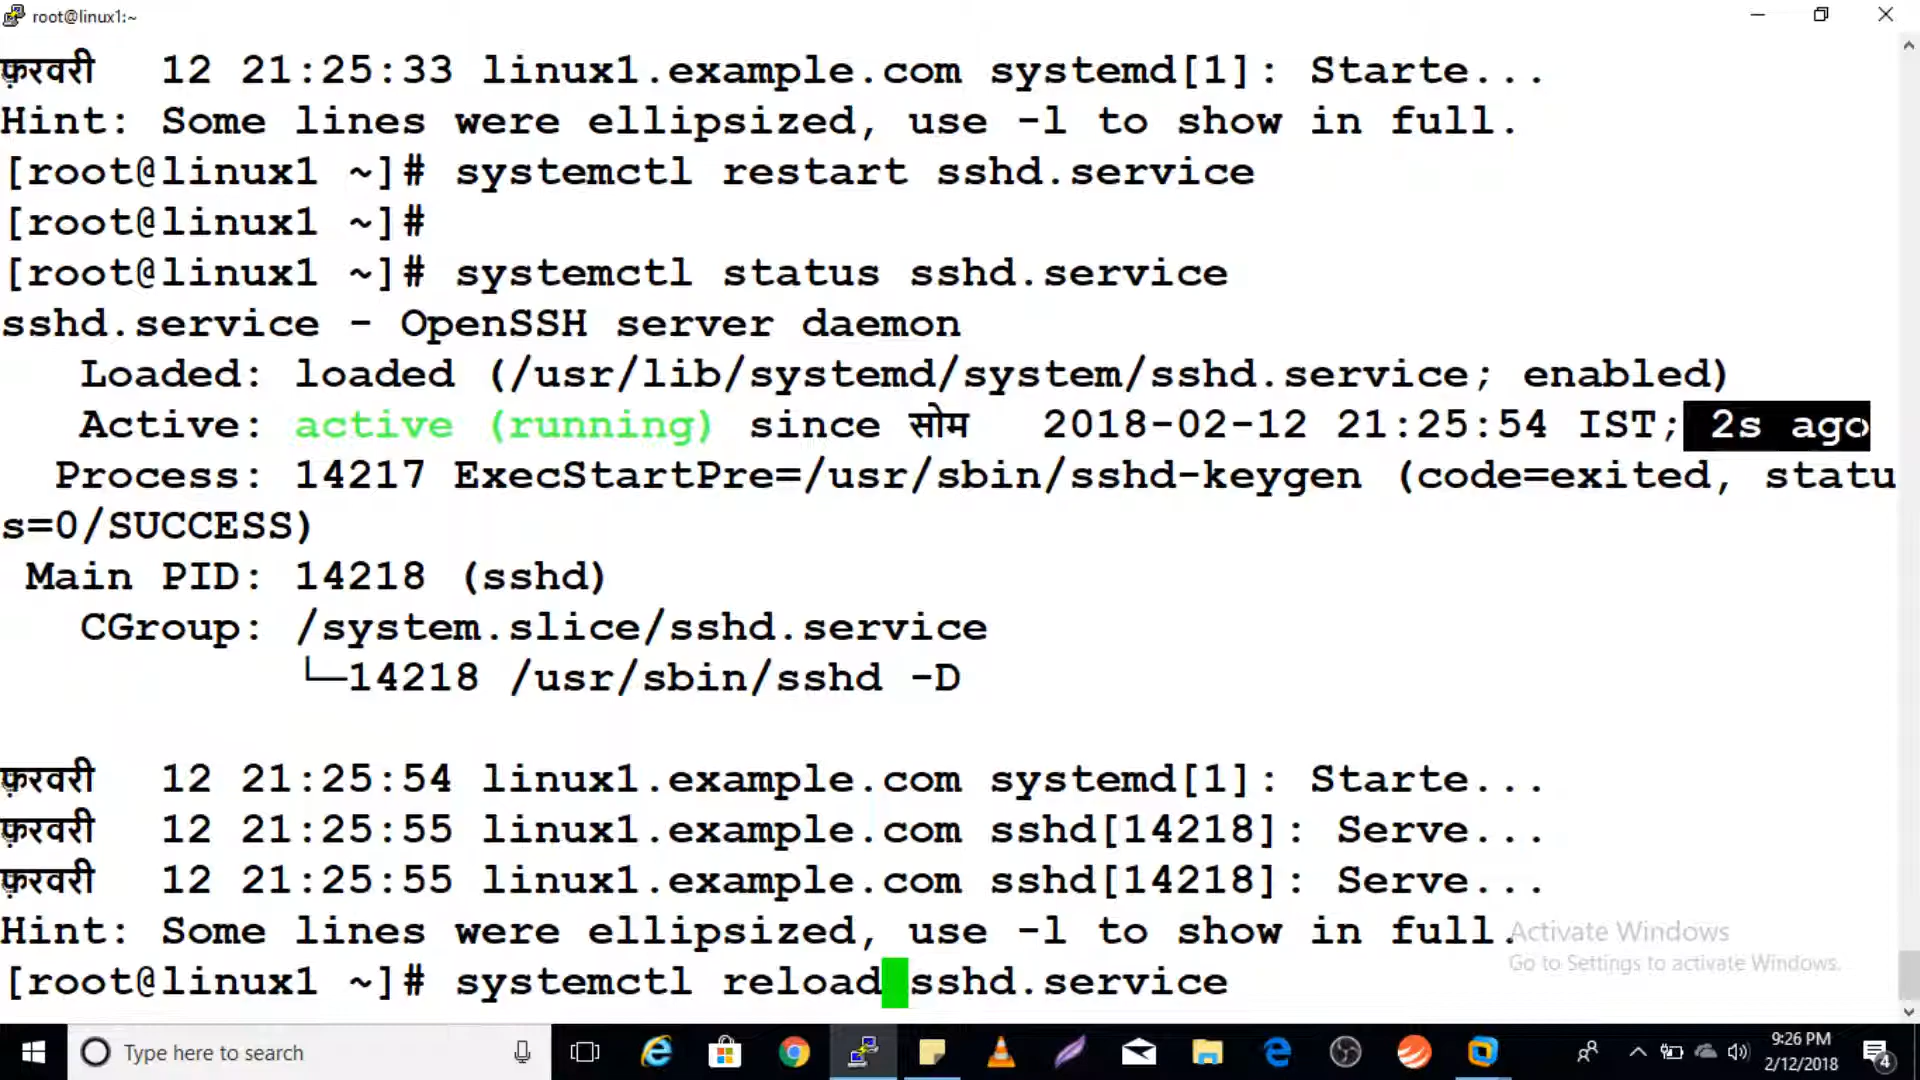 root@linux1:~
फ़रवरी 12 21:25:33 linux1.example.com systemd[1]: Starte...
Hint: Some lines were ellipsized, use -l to show in full.
[root@linux1 ~]# systemctl restart sshd.service
[root@linux1 ~]#
[root@linux1 ~]# systemctl status sshd.service
sshd.service - OpenSSH server daemon
   Loaded: loaded (/usr/lib/systemd/system/sshd.service; enabled)
   Active: active (running) since सोम 2018-02-12 21:25:54 IST; 2s ago
  Process: 14217 ExecStartPre=/usr/sbin/sshd-keygen (code=exited, statu
s=0/SUCCESS)
 Main PID: 14218 (sshd)
   CGroup: /system.slice/sshd.service
           └─14218 /usr/sbin/sshd -D
फ़रवरी 12 21:25:54 linux1.example.com systemd[1]: Starte...
फ़रवरी 12 21:25:55 linux1.example.com sshd[14218]: Serve...
फ़रवरी 12 21:25:55 linux1.example.com sshd[14218]: Serve...
Hint: Some lines were ellipsized, use -l to show in full.
[root@linux1 ~]# systemctl reload sshd.service
Activate Windows
Go to Settings to activate Windows.
Type here to search
9:26 PM
2/12/2018
4